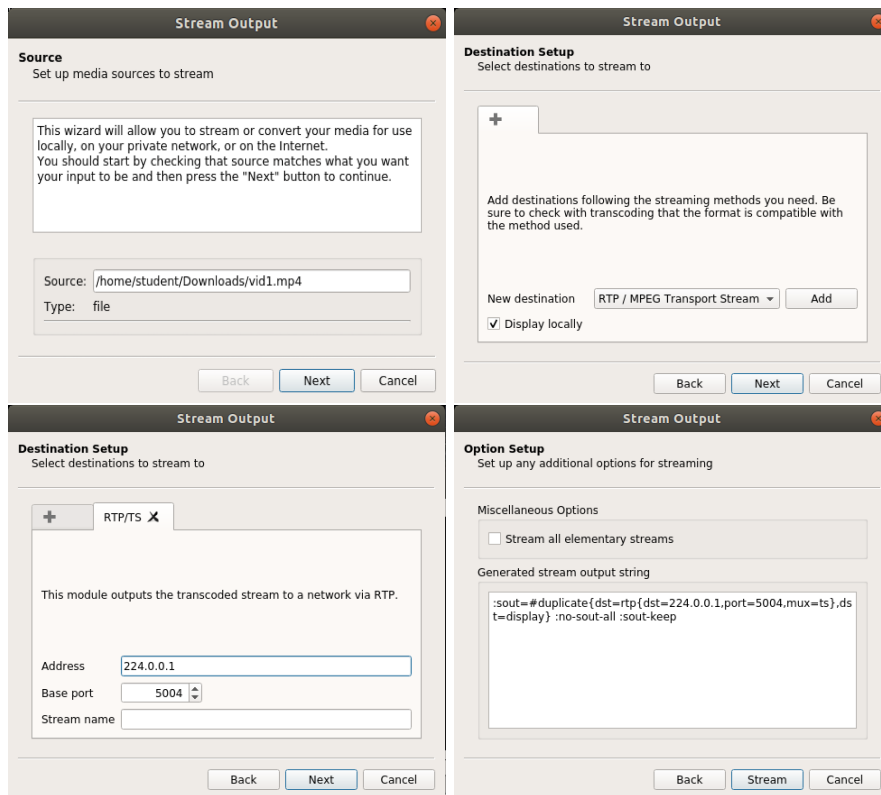 Stream Output
Source
Set up media sources to stream
This wizard will allow you to stream or convert your media for use
locally, on your private network, or on the Internet.
You should start by checking that source matches what you want
your input to be and then press the "Next" button to continue.
Source: /home/student/Downloads/vid1.mp4
Type: file
Back Next Cancel
Stream Output
Destination Setup
Select destinations to stream to
Add destinations following the streaming methods you need. Be
sure to check with transcoding that the format is compatible with
the method used.
New destination RTP / MPEG Transport Stream Add
Display locally
Back Next Cancel
Stream Output
Destination Setup
Select destinations to stream to
RTP/TS
This module outputs the transcoded stream to a network via RTP.
Address 224.0.0.1
Base port 5004
Stream name
Back Next Cancel
Stream Output
Option Setup
Set up any additional options for streaming
Miscellaneous Options
Stream all elementary streams
Generated stream output string
:sout=#duplicate{dst=rtp{dst=224.0.0.1,port=5004,mux=ts},ds
t=display} :no-sout-all :sout-keep
Back Stream Cancel